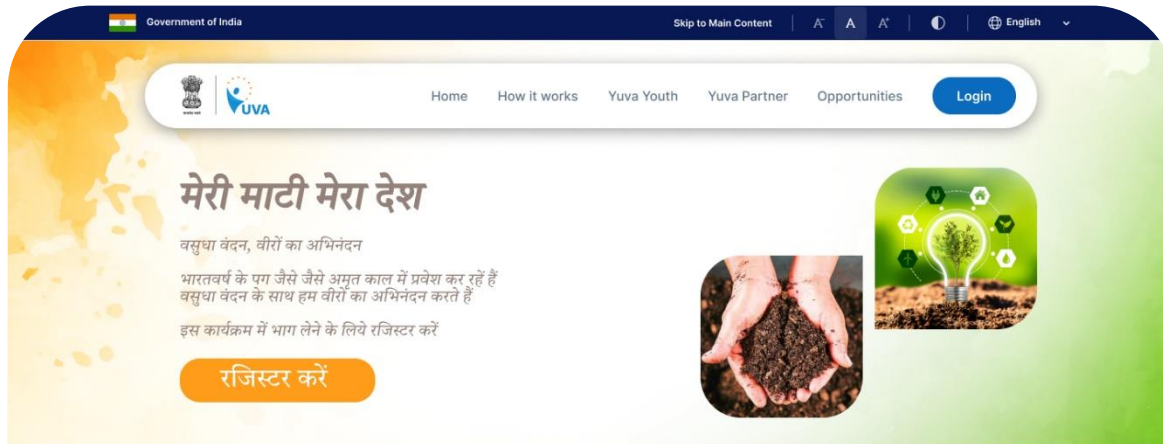 Government of India
Skip to Main Content
A- A A+
English
YUVA
Home How it works Yuva Youth Yuva Partner Opportunities Login
मेरी माटी मेरा देश
वसुधा वंदन, वीरों का अभिनंदन
भारतवर्ष के पग जैसे जैसे अमृत काल में प्रवेश कर रहें हैं
वसुधा वंदन के साथ हम वीरों का अभिनंदन करते हैं
इस कार्यक्रम में भाग लेने के लिये रजिस्टर करें
रजिस्टर करें